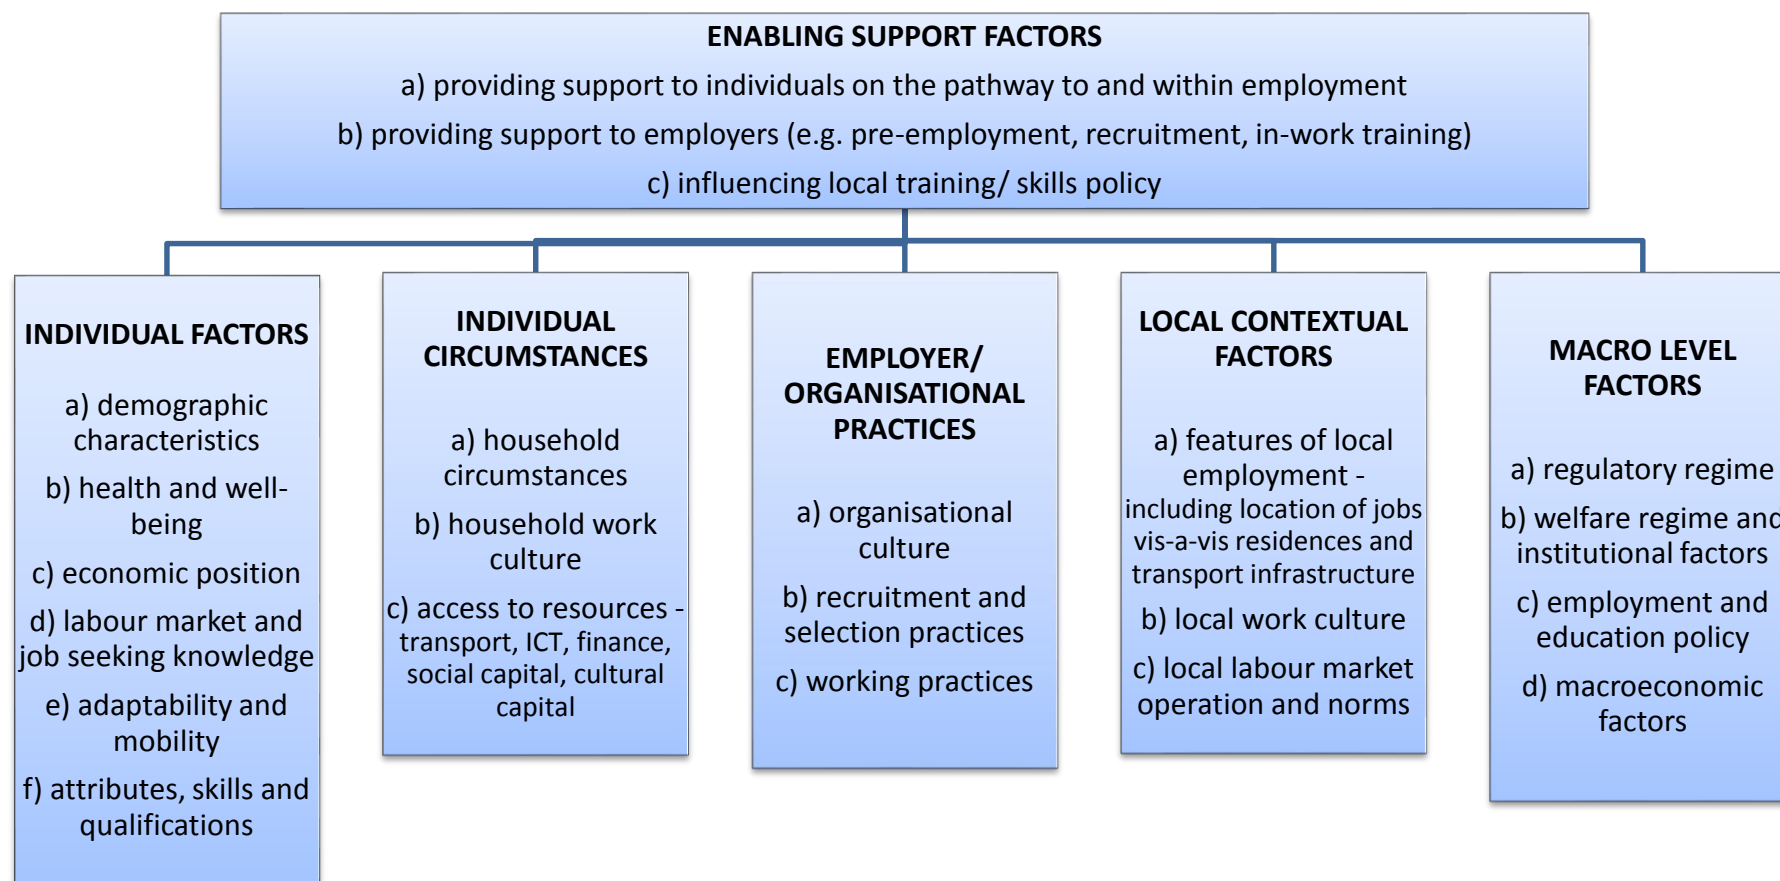 ENABLING SUPPORT FACTORS
a) providing support to individuals on the pathway to and within employment
b) providing support to employers (e.g. pre-employment, recruitment, in-work training)
c) influencing local training/ skills policy
INDIVIDUAL FACTORS
a) demographic
characteristics
b) health and well-
being
c) economic position
d) labour market and
job seeking knowledge
e) adaptability and
mobility
f) attributes, skills and
qualifications
INDIVIDUAL
CIRCUMSTANCES
a) household
circumstances
b) household work
culture
c) access to resources -
transport, ICT, finance,
social capital, cultural
capital
EMPLOYER/
ORGANISATIONAL
PRACTICES
a) organisational
culture
b) recruitment and
selection practices
c) working practices
LOCAL CONTEXTUAL
FACTORS
a) features of local
employment -
including location of jobs
vis-a-vis residences and
transport infrastructure
b) local work culture
c) local labour market
operation and norms
MACRO LEVEL
FACTORS
a) regulatory regime
b) welfare regime and
institutional factors
c) employment and
education policy
d) macroeconomic
factors